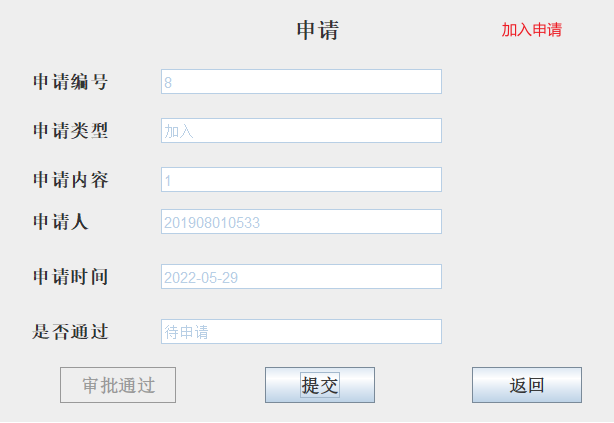 申请
加入申请
申请编号 8
申请类型 加入
申请内容 1
申请人 201908010533
申请时间 2022-05-29
是否通过 待申请
审批通过 提交 返回